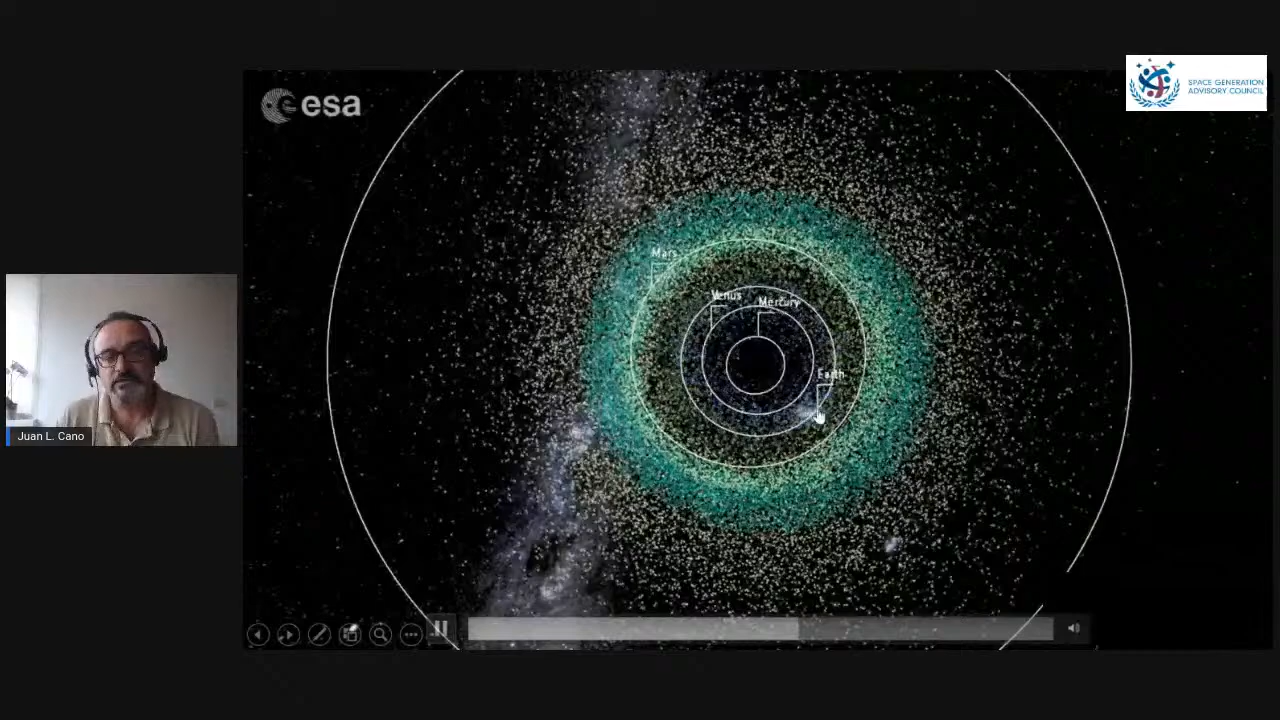 esa
SPACE GENERATION
ADVISORY COUNCIL
Mars
Venus
Mercury
Earth
Juan L. Cano